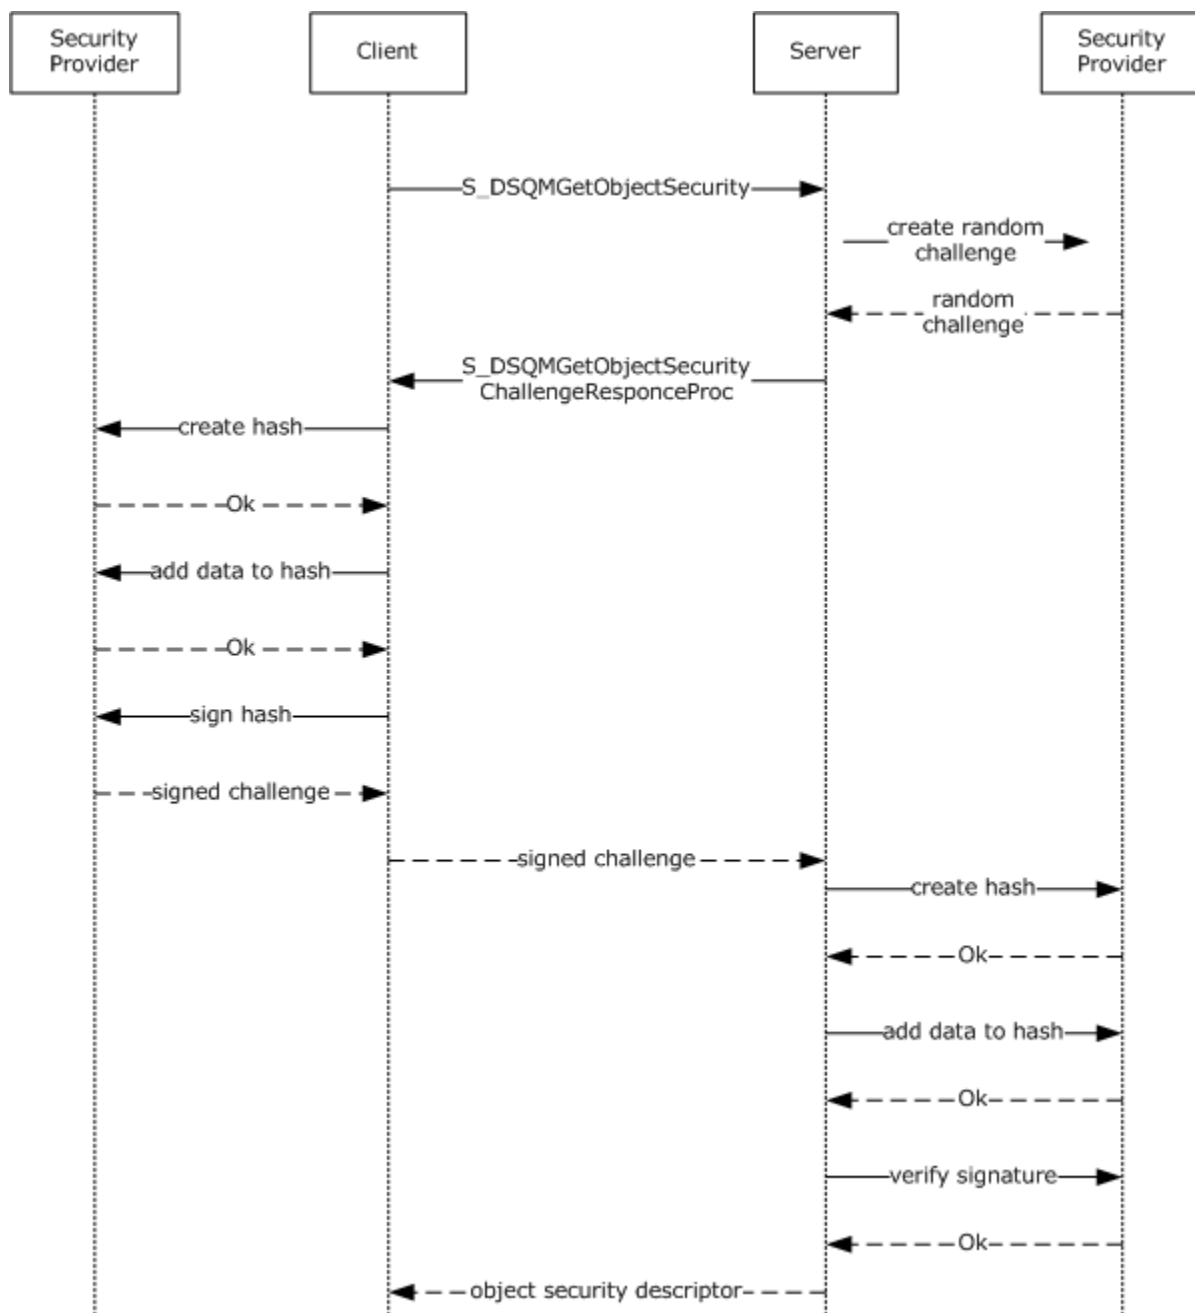 Security
Provider
Client
Server
Security
Provider
S_DSQMGetObjectSecurity
create random
challenge
random
challenge
S_DSQMGetObjectSecurity
ChallengeResponceProc
create hash
Ok
add data to hash
Ok
sign hash
signed challenge
signed challenge
create hash
Ok
add data to hash
Ok
verify signature
Ok
object security descriptor